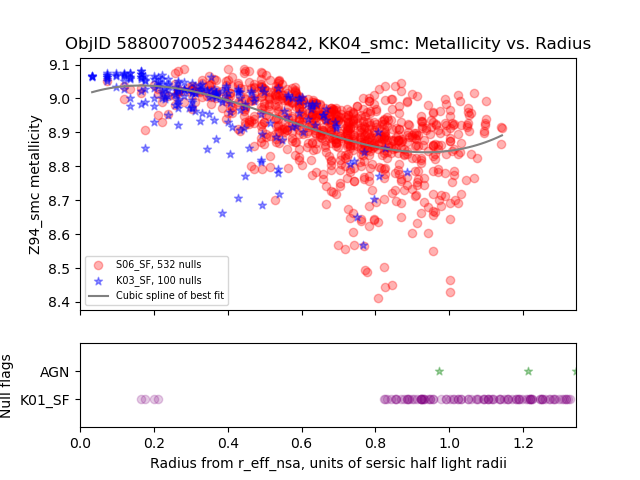 ObjID 588007005234462842, KK04_smc: Metallicity vs. Radius
Z94_smc metallicity
9.1
9.0
8.9
8.8
8.7
8.6
8.5
8.4
S06_SF, 532 nulls
K03_SF, 100 nulls
Cubic spline of best fit
Null flags
AGN
K01_SF
0.0 0.2 0.4 0.6 0.8 1.0 1.2
Radius from r_eff_nsa, units of sersic half light radii